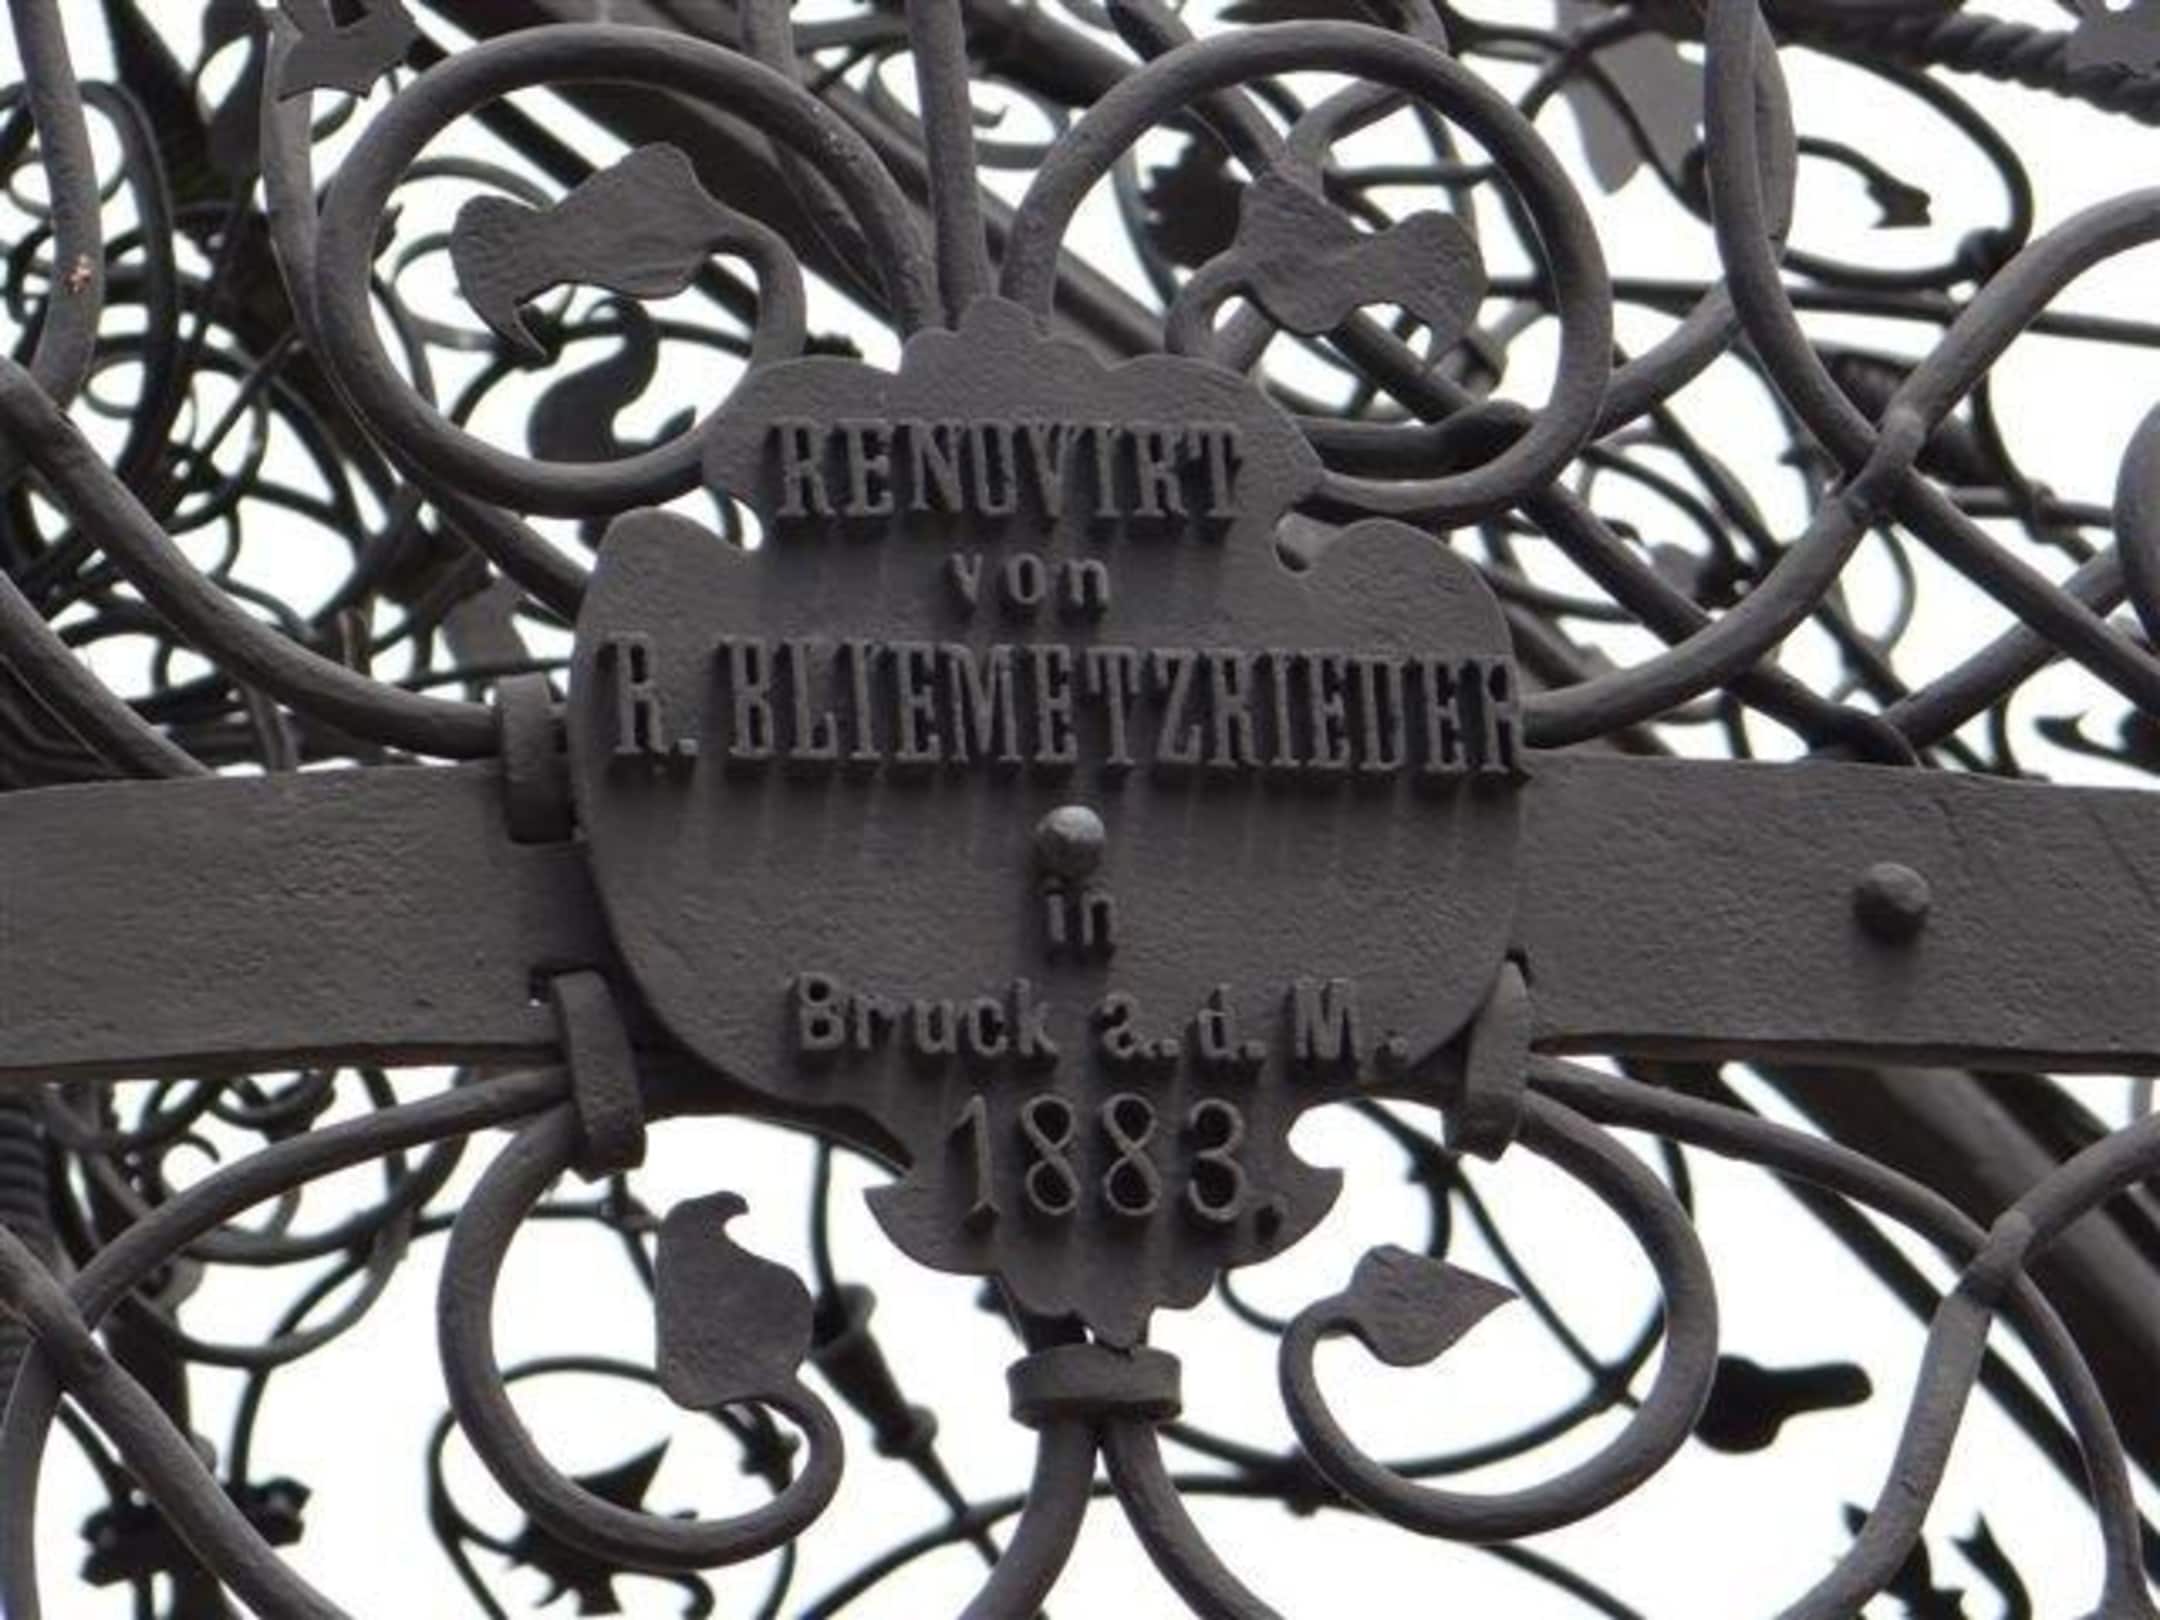 RENOVIRT
von
R. BLIEMETZRIEDER
in
Bruck a.d. M.
1883.